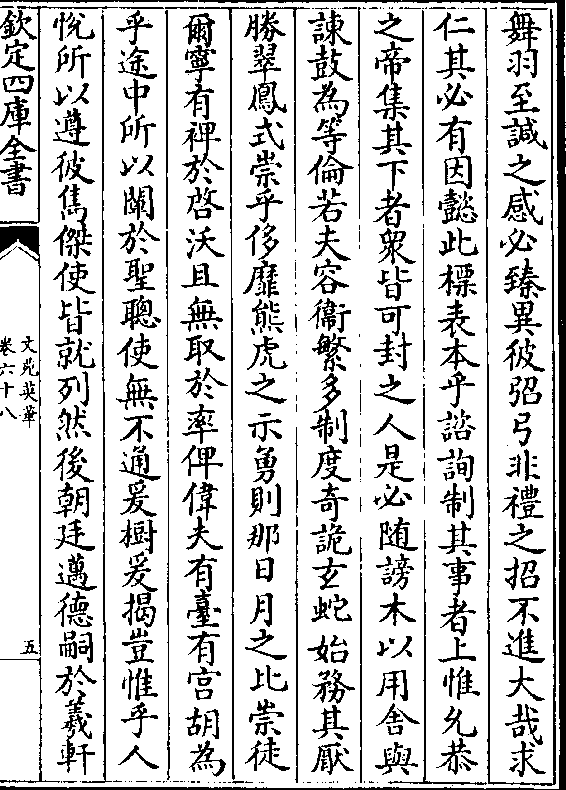 舞羽至諴之感必臻異彼弨弓非禮之招不進大哉求
仁其必有因懿此標表本乎諮詢制其事者上惟允恭
之帝集其下者衆皆可封之人是必随謗木以用舍與
諫鼓為等倫若夫容衞繁多制度奇詭玄蛇始務其厭
勝翠鳳式崇乎侈靡熊虎之示勇則那日月之比崇徒
爾寧有裨於啓沃且無取於率俾偉夫有臺有宫胡為
乎途中所以闡於聖聰使無不通爰樹爰揭豈惟乎人
悅所以遵彼雋傑使皆就列然後朝廷邁德嗣於羲軒
欽定四庫全書
文苑英華
卷六十八
五